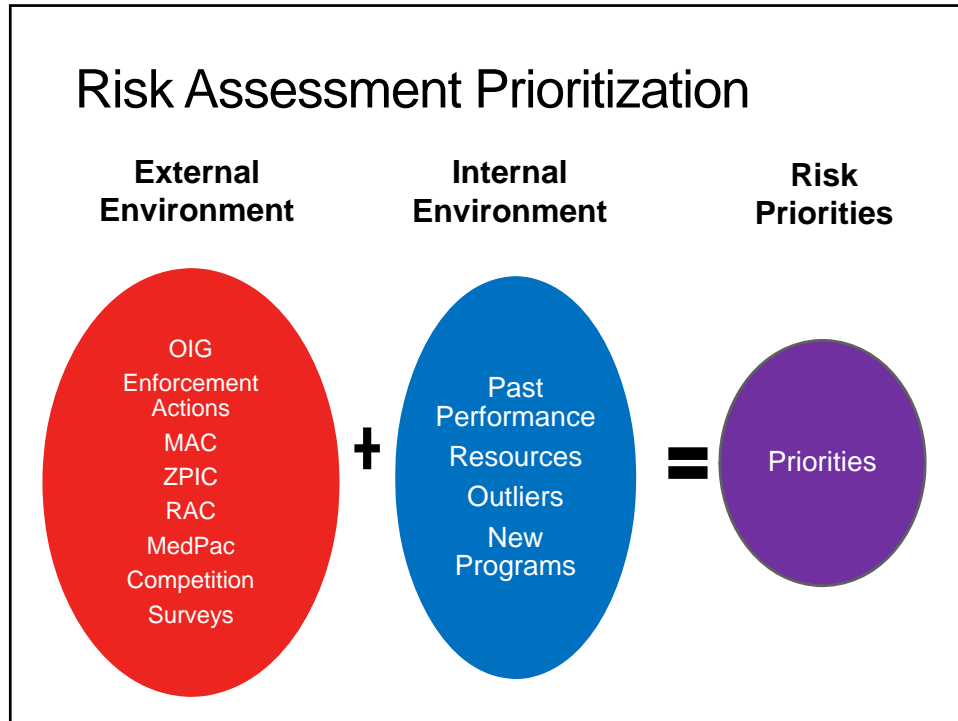 Risk Assessment Prioritization
External
Environment
Internal
Environment
Risk
Priorities
OIG
Enforcement
Actions
MAC
ZPIC
RAC
MedPac
Competition
Surveys
+
Past
Performance
Resources
Outliers
New
Programs
=
Priorities